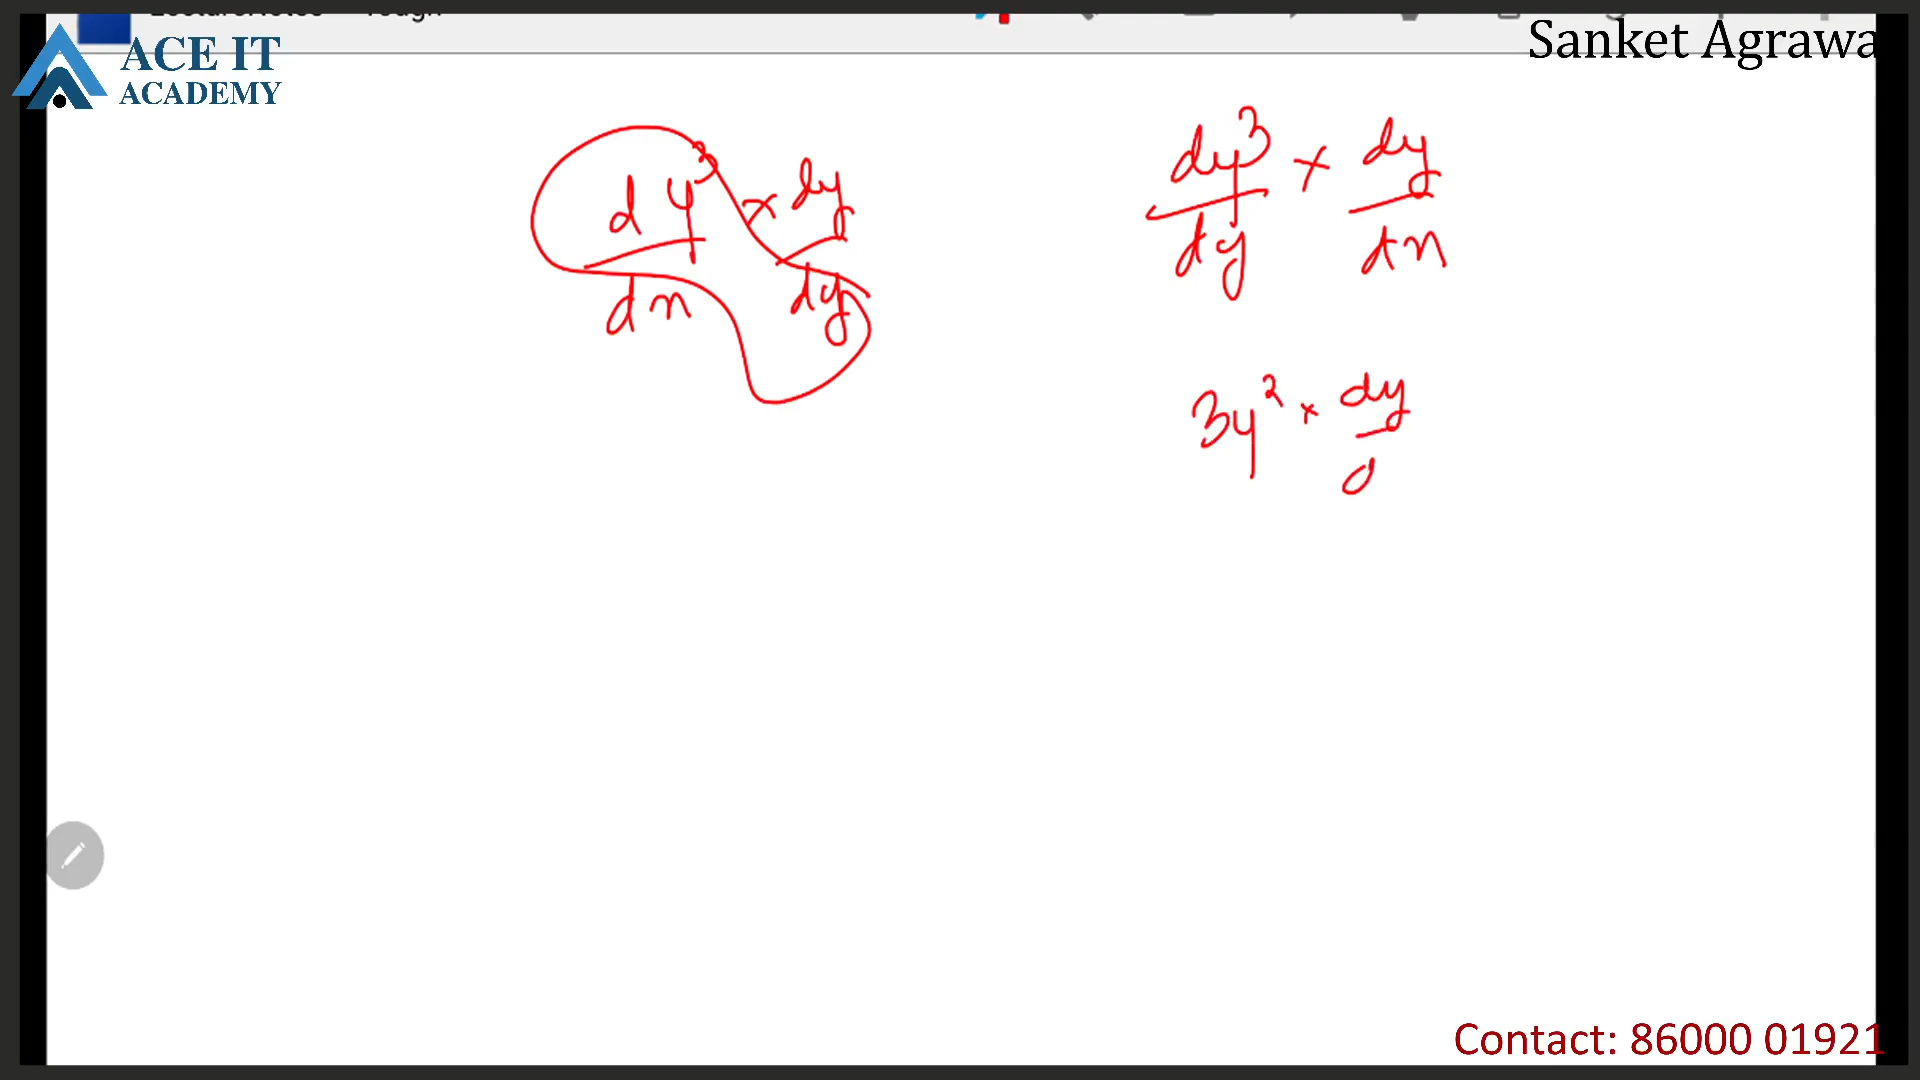 ACE IT
ACADEMY
Sanket Agrawa
dy³/dx × dy/dy
dy³/dy × dy/dx
3y² × dy/d
Contact: 86000 01921